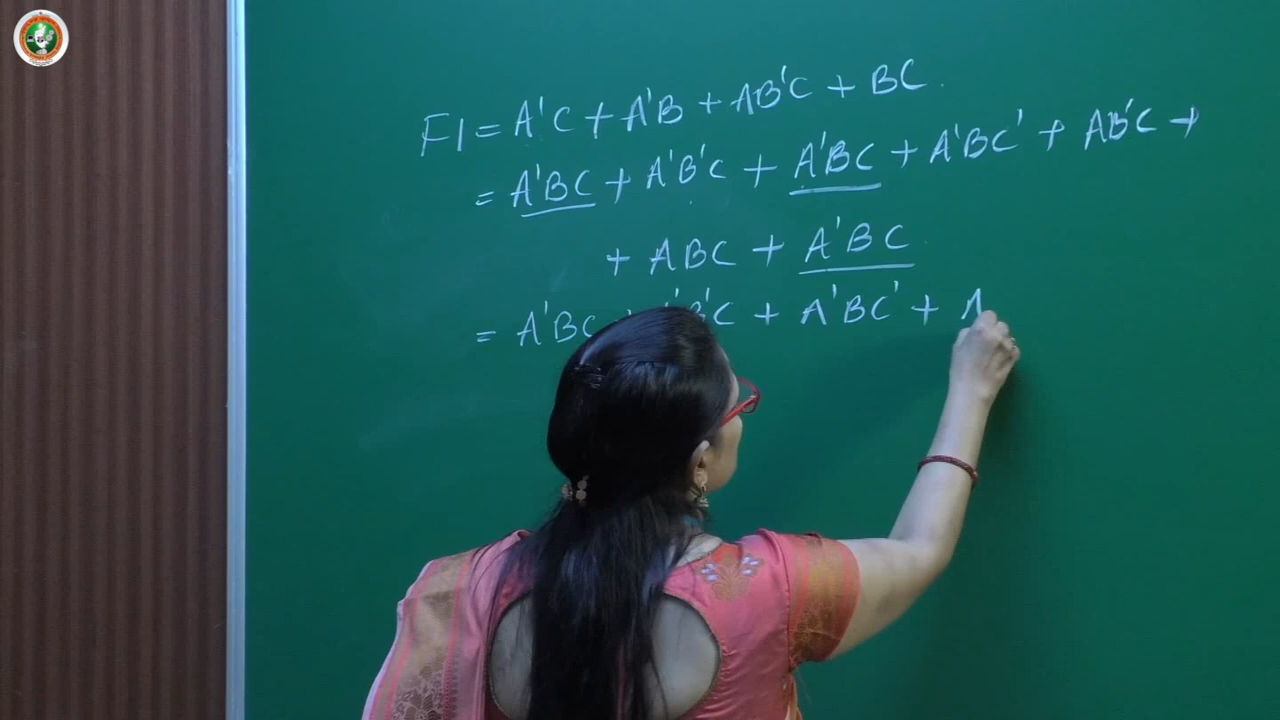 F1 = A'C + A'B + AB'C + BC.
= A'BC + A'B'C + A'BC + A'BC' + AB'C +
+ ABC + A'BC
= A'BC 'B'C + A'BC' + A